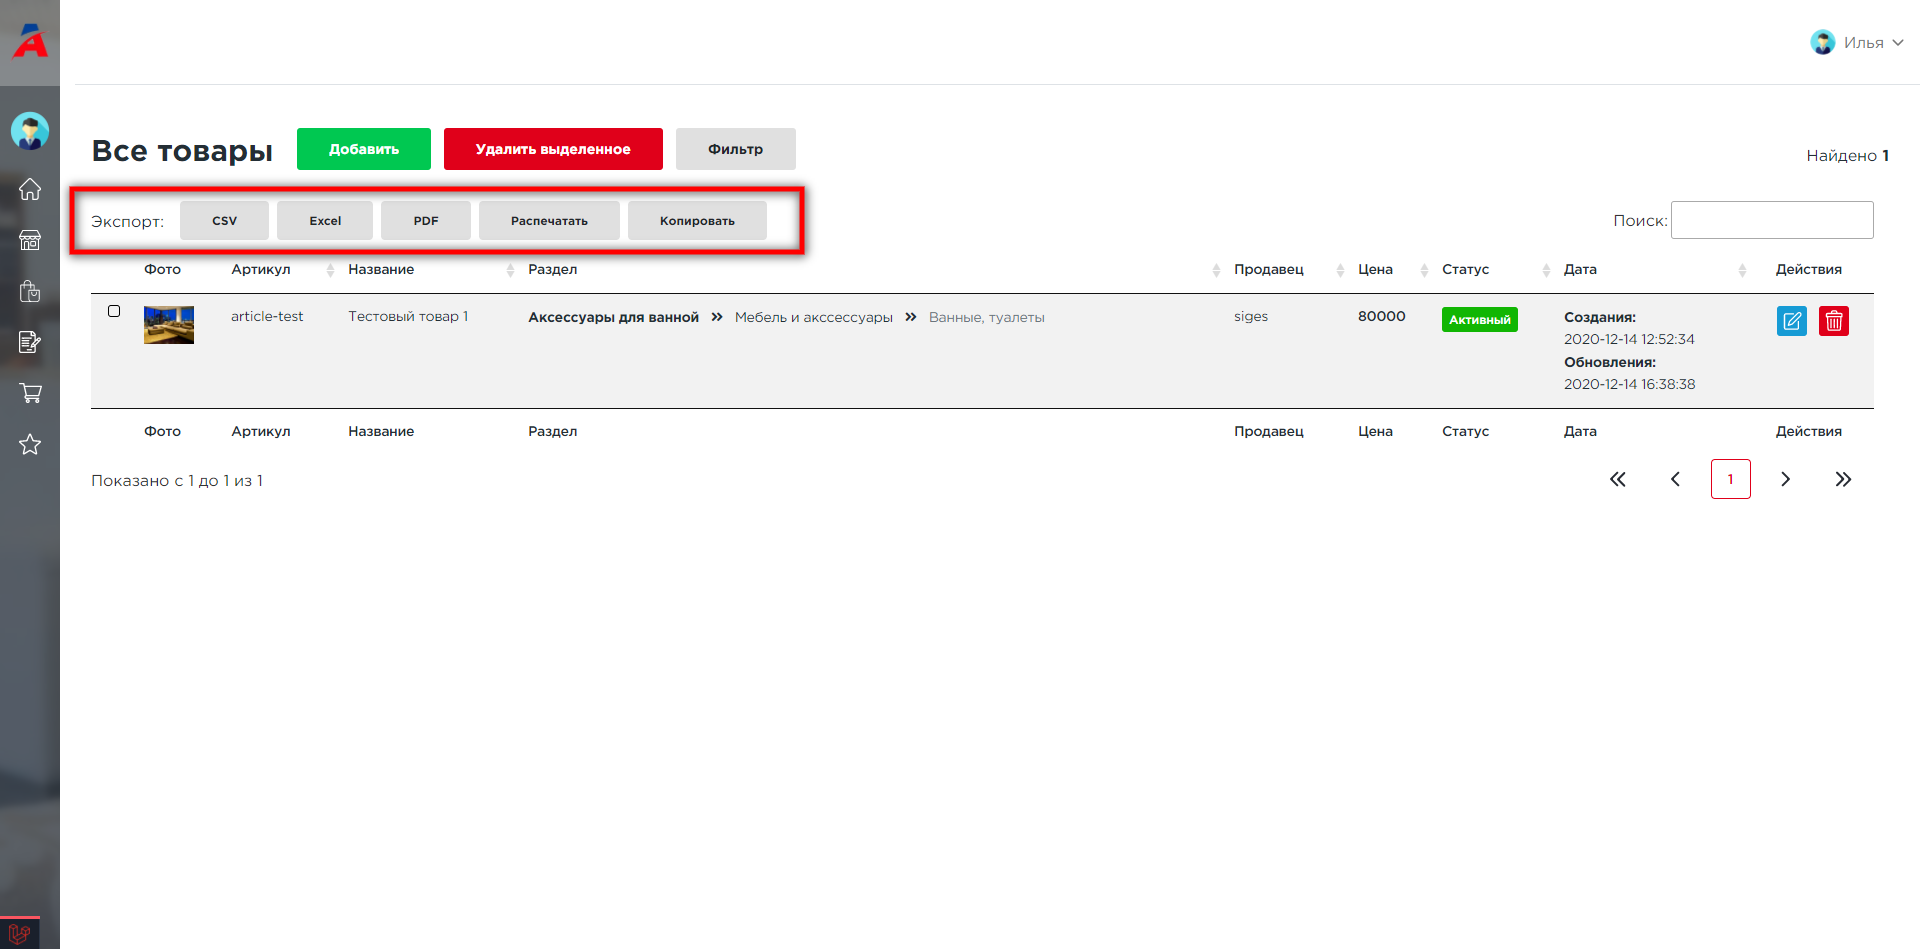 Илья
Все товары Добавить Удалить выделенное Фильтр Найдено 1
Экспорт: CSV Excel PDF Распечатать Копировать Поиск:
Фото Артикул Название Раздел Продавец Цена Статус Дата Действия
article-test Тестовый товар 1 Аксессуары для ванной » Мебель и акссессуары » Ванные, туалеты siges 80000 Активный Создания:
2020-12-14 12:52:34
Обновления:
2020-12-14 16:38:38
Фото Артикул Название Раздел Продавец Цена Статус Дата Действия
Показано с 1 до 1 из 1 1